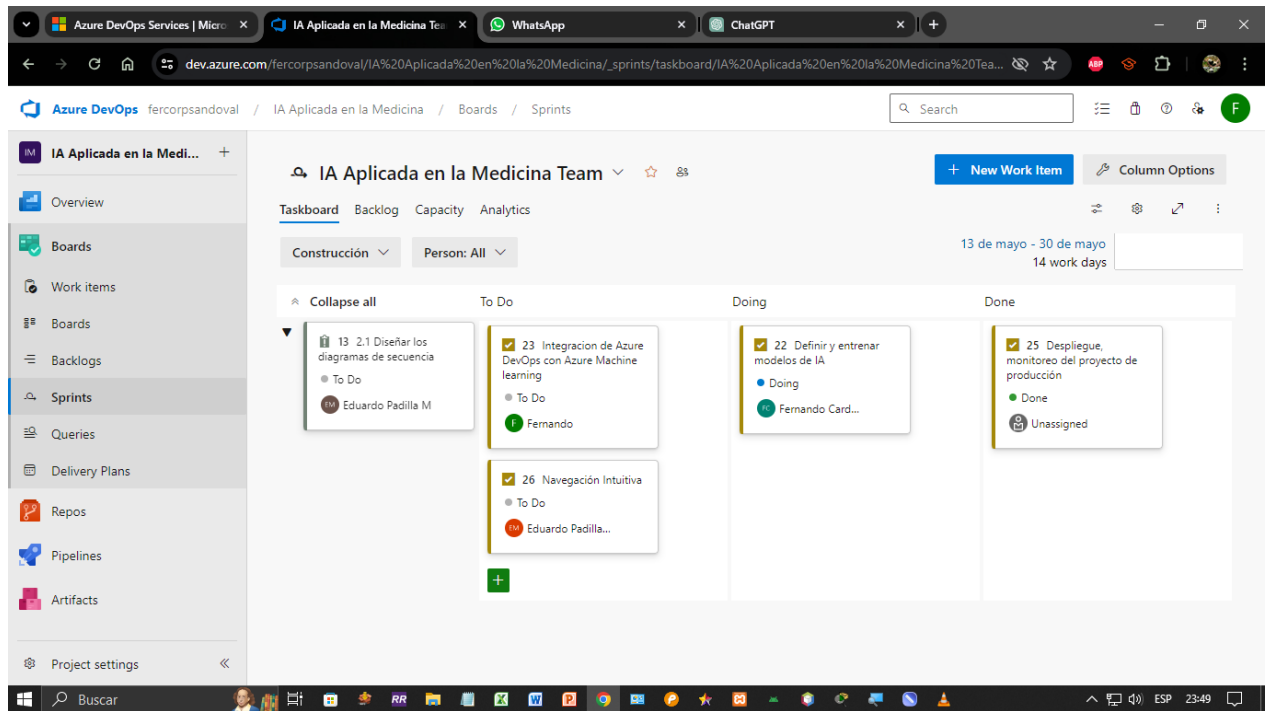 Azure DevOps Services | Micro
IA Aplicada en la Medicina Tea
WhatsApp
ChatGPT
dev.azure.com/fercorpsandoval/IA%20Aplicada%20en%20la%20Medicina/_sprints/taskboard/IA%20Aplicada%20en%20la%20Medicina%20Tea...
ABP
Azure DevOps fercorpsandoval / IA Aplicada en la Medicina / Boards / Sprints
Search
F
IM IA Aplicada en la Medi... +
Overview
Boards
Work items
Boards
Backlogs
Sprints
Queries
Delivery Plans
Repos
Pipelines
Artifacts
Project settings
IA Aplicada en la Medicina Team
+ New Work Item
Column Options
Taskboard Backlog Capacity Analytics
Construcción
Person: All
13 de mayo - 30 de mayo
14 work days
Collapse all To Do Doing Done
13 2.1 Diseñar los
diagramas de secuencia
To Do
EM Eduardo Padilla M
23 Integracion de Azure
DevOps con Azure Machine
learning
To Do
F Fernando
26 Navegación Intuitiva
To Do
EM Eduardo Padilla...
+
22 Definir y entrenar
modelos de IA
Doing
FC Fernando Card...
25 Despliegue,
monitoreo del proyecto de
producción
Done
Unassigned
Buscar
RR
ESP 23:49